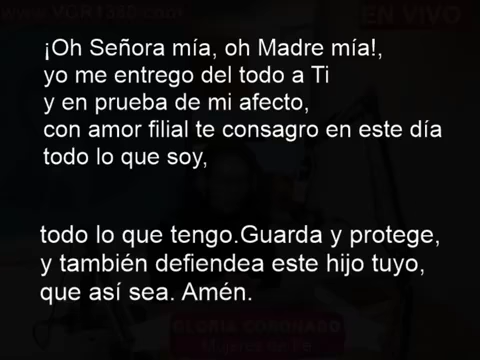 EN VIVO
¡Oh Señora mía, oh Madre mía!,
yo me entrego del todo a Ti
y en prueba de mi afecto,
con amor filial te consagro en este día
todo lo que soy,
todo lo que tengo.Guarda y protege,
y también defiendea este hijo tuyo,
que así sea. Amén.
GLORIA CORONADO